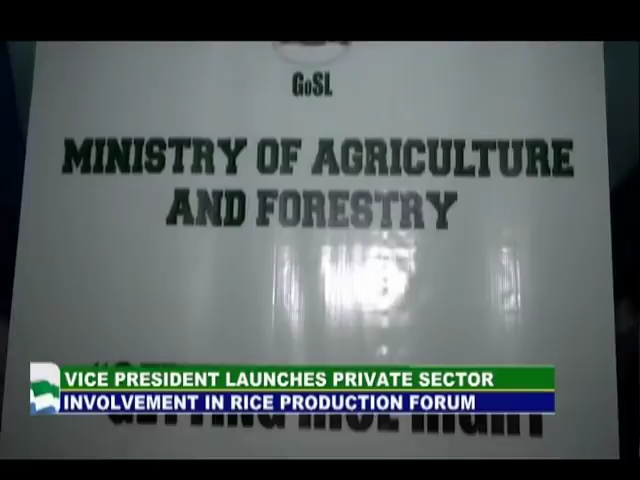 GoSL
MINISTRY OF AGRICULTURE
AND FORESTRY
VICE PRESIDENT LAUNCHES PRIVATE SECTOR
INVOLVEMENT IN RICE PRODUCTION FORUM